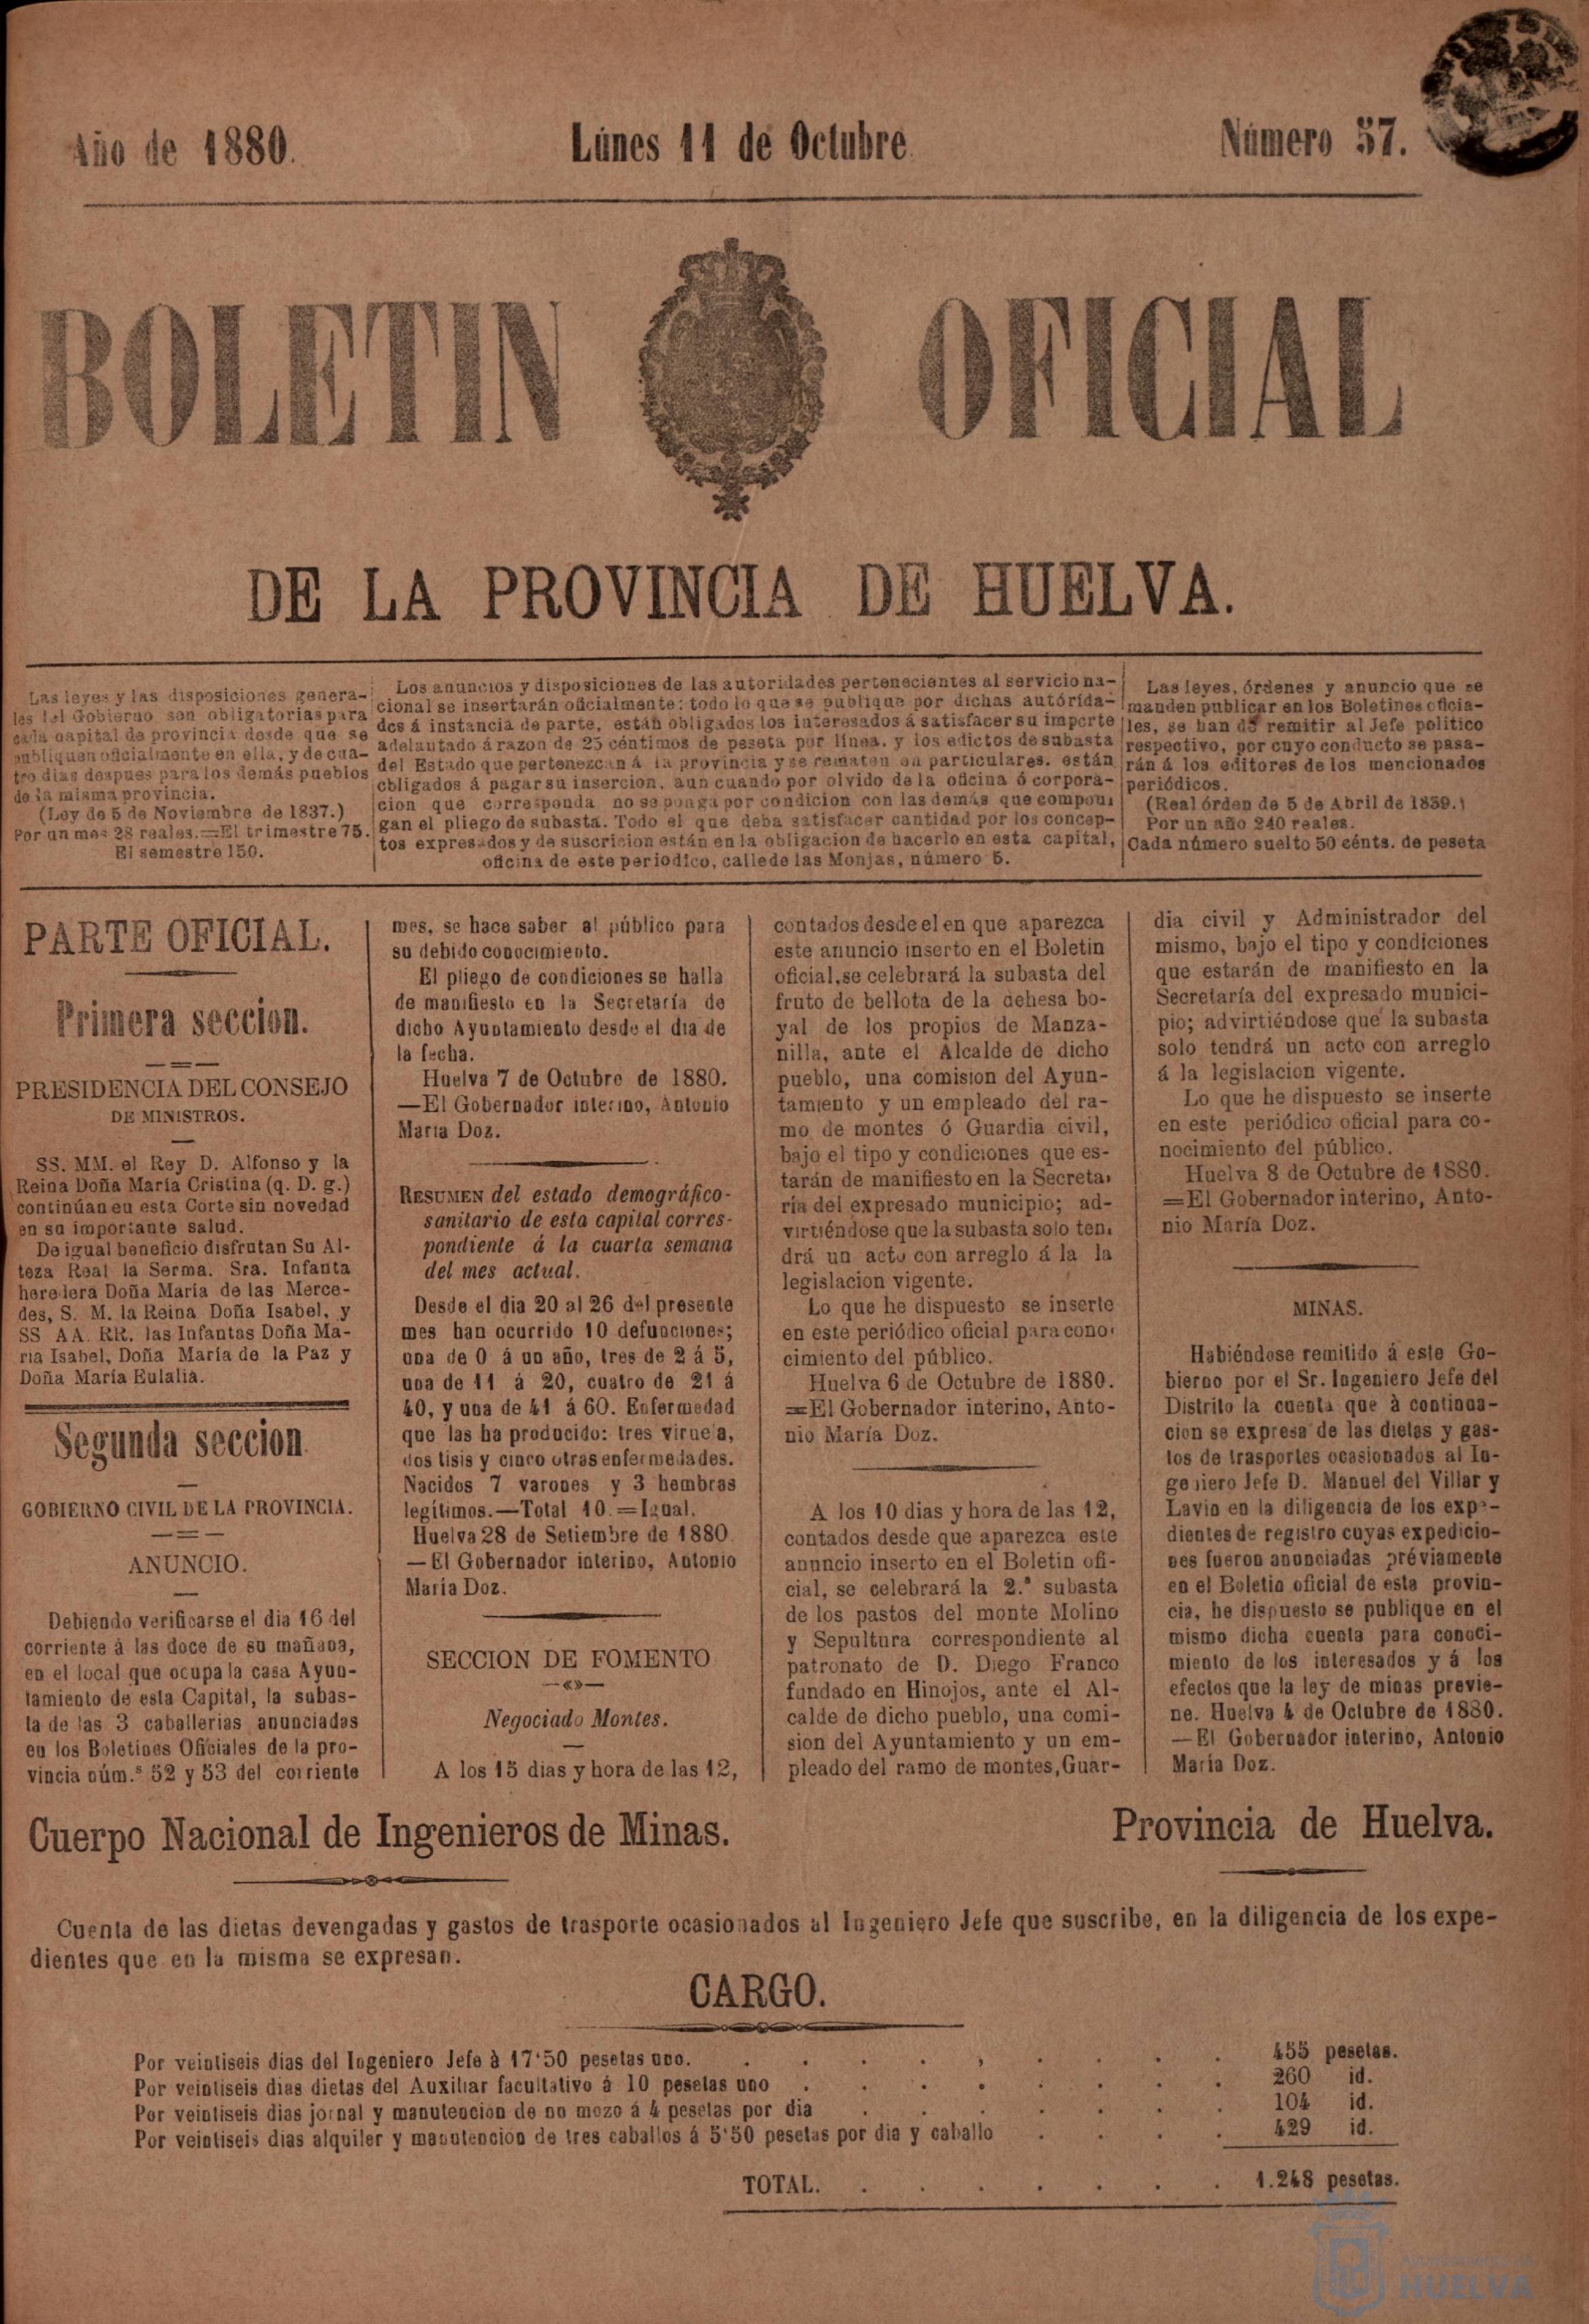 Año de 1880.
Lúnes 11 de Octubre
Número 57.
BOLETIN OFICIAL
DE LA PROVINCIA DE HUELVA.
Las leyes y las disposiciones genera-
les del Gobierno son obligatorias para
cada capital de provincia desde que se
publiquen oficialmente en ella, y de cua-
tro dias despues para los demás pueblos
de la misma provincia.
(Ley de 5 de Noviembre de 1837.)
Por un mes 28 reales.=El trimestre 75.
El semestre 150.
Los anuncios y disposiciones de las autoridades pertenecientes al servicio na-
cional se insertarán oficialmente: todo lo que se publique por dichas autórida-
des á instancia de parte, están obligados los interesados á satisfacer su importe
adelantado á razon de 25 céntimos de peseta por línea, y los edictos de subasta
del Estado que pertenezcan á la provincia y se rematen en particulares, están
obligados á pagar su insercion, aun cuando por olvido de la oficina ó corpora-
cion que corresponda no se ponga por condicion con las demás que compon
gan el pliego de subasta. Todo el que deba satisfacer cantidad por los concep-
tos expresados y de suscricion están en la obligacion de hacerlo en esta capital,
oficina de este periodico, calle de las Monjas, número 5.
Las leyes, órdenes y anuncio que se
manden publicar en los Boletines oficia-
les, se han de remitir al Jefe político
respectivo, por cuyo conducto se pasa-
rán á los editores de los mencionados
periódicos.
(Real órden de 5 de Abril de 1839.)
Por un año 240 reales.
Cada número suelto 50 cénts. de peseta
PARTE OFICIAL.
Primera seccion.
PRESIDENCIA DEL CONSEJO
DE MINISTROS.
SS. MM. el Rey D. Alfonso y la
Reina Doña María Cristina (q. D. g.)
continúan en esta Corte sin novedad
en su importante salud.
De igual beneficio disfrutan Su Al-
teza Real la Serma. Sra. Infanta
heredera Doña María de las Merce-
des, S. M. la Reina Doña Isabel, y
SS AA. RR. las Infantas Doña Ma-
ria Isabel, Doña María de la Paz y
Doña María Eulalia.
Segunda seccion
GOBIERNO CIVIL DE LA PROVINCIA.
ANUNCIO.
Debiendo verificarse el dia 16 del
corriente á las doce de su mañana,
en el local que ocupa la casa Ayun-
tamiento de esta Capital, la subas-
ta de las 3 caballerias anunciadas
en los Boletines Oficiales de la pro-
vincia núm.s 52 y 53 del corriente
mes, se hace saber al público para
su debido conocimiento.
El pliego de condiciones se halla
de manifiesto en la Secretaría de
dicho Ayuntamiento desde el dia de
la fecha.
Huelva 7 de Octubre de 1880.
—El Gobernador interino, Antonio
Maria Doz.
RESUMEN del estado demográfico-
sanitario de esta capital corres-
pondiente á la cuarta semana
del mes actual.
Desde el dia 20 al 26 del presente
mes han ocurrido 10 defunciones;
una de 0 á un año, tres de 2 á 5,
una de 11 á 20, cuatro de 21 á
40, y una de 41 á 60. Enfermedad
que las ha producido: tres viruela,
dos tisis y cinco otras enfermedades.
Nacidos 7 varones y 3 hembras
legítimos.—Total 10.=Igual.
Huelva 28 de Setiembre de 1880.
—El Gobernador interino, Antonio
María Doz.
SECCION DE FOMENTO
Negociado Montes.
A los 15 dias y hora de las 12,
contados desde el en que aparezca
este anuncio inserto en el Boletin
oficial, se celebrará la subasta del
fruto de bellota de la dehesa bo-
yal de los propios de Manza-
nilla, ante el Alcalde de dicho
pueblo, una comision del Ayun-
tamiento y un empleado del ra-
mo de montes ó Guardia civil,
bajo el tipo y condiciones que es-
tarán de manifiesto en la Secreta
ría del expresado municipio; ad-
virtiéndose que la subasta solo ten
drá un acto con arreglo á la la
legislacion vigente.
Lo que he dispuesto se inserte
en este periódico oficial para cono
cimiento del público.
Huelva 6 de Octubre de 1880.
=El Gobernador interino, Anto-
nio María Doz.
A los 10 dias y hora de las 12,
contados desde que aparezca este
anuncio inserto en el Boletin ofi-
cial, se celebrará la 2.ª subasta
de los pastos del monte Molino
y Sepultura correspondiente al
patronato de D. Diego Franco
fundado en Hinojos, ante el Al-
calde de dicho pueblo, una comi-
sion del Ayuntamiento y un em-
pleado del ramo de montes, Guar-
dia civil y Administrador del
mismo, bajo el tipo y condiciones
que estarán de manifiesto en la
Secretaría del expresado munici-
pio; advirtiéndose que la subasta
solo tendrá un acto con arreglo
á la legislacion vigente.
Lo que he dispuesto se inserte
en este periódico oficial para co-
nocimiento del público.
Huelva 8 de Octubre de 1880.
=El Gobernador interino, Anto-
nio María Doz.
MINAS.
Habiéndose remitido á este Go-
bierno por el Sr. Ingeniero Jefe del
Distrito la cuenta que à continua-
cion se expresa de las dietas y gas-
tos de trasportes ocasionados al In-
geniero Jefe D. Manuel del Villar y
Lavin en la diligencia de los expe-
dientes de registro cuyas expedicio-
nes fueron anunciadas préviamente
en el Boletin oficial de esta provin-
cia, he dispuesto se publique en el
mismo dicha cuenta para conoci-
miento de los interesados y á los
efectos que la ley de minas previe-
ne. Huelva 4 de Octubre de 1880.
—El Gobernador interino, Antonio
María Doz.
Cuerpo Nacional de Ingenieros de Minas.
Provincia de Huelva.
Cuenta de las dietas devengadas y gastos de trasporte ocasionados al Ingeniero Jefe que suscribe, en la diligencia de los expe-
dientes que en la misma se expresan.
CARGO.
Por veintiseis dias del Ingeniero Jefe à 17'50 pesetas uno. . . . . . . . . . 455 pesetas.
Por veintiseis dias dietas del Auxiliar facultativo á 10 pesetas uno . . . . . . . . 260 id.
Por veintiseis dias jornal y manutencion de un mozo á 4 pesetas por dia . . . . . . . 104 id.
Por veintiseis dias alquiler y manutencion de tres caballos á 5'50 pesetas por dia y caballo . . . . 429 id.
TOTAL. . . . . . . . 1.248 pesetas.
HUELVA